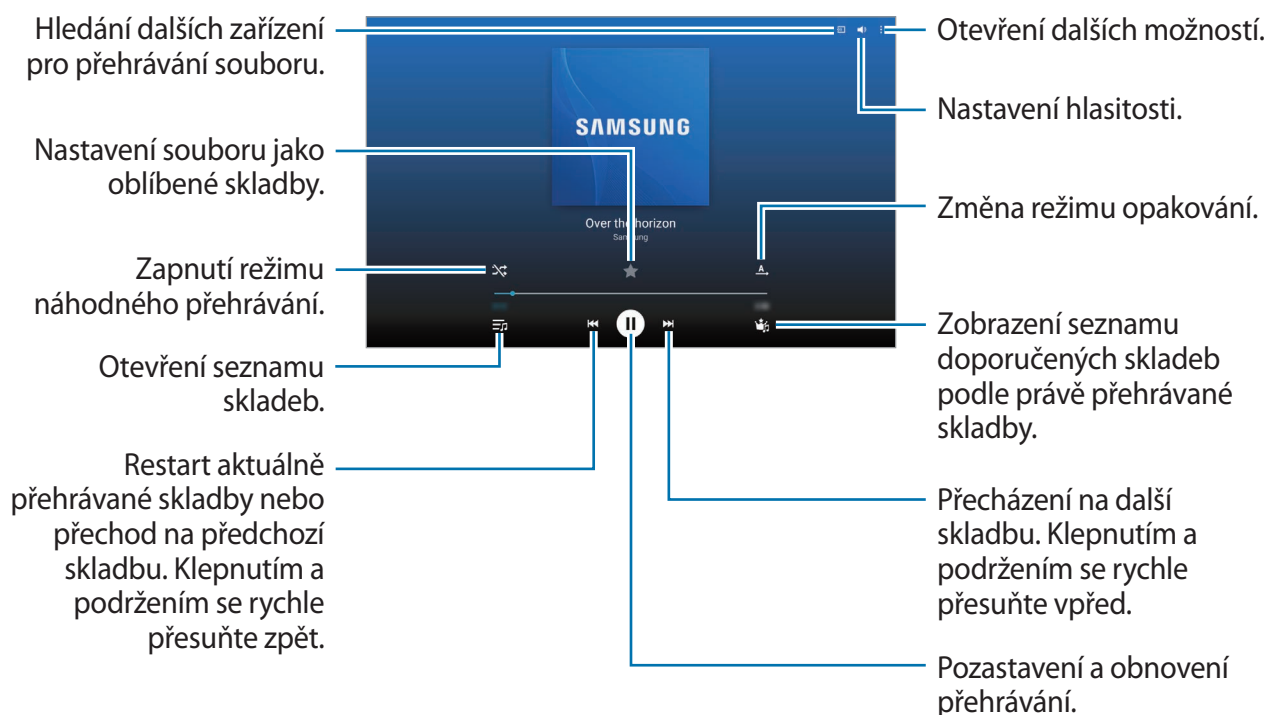 Hledání dalších zařízení
pro přehrávání souboru.
Nastavení souboru jako
oblíbené skladby.
Zapnutí režimu
náhodného přehrávání.
Otevření seznamu
skladeb.
Restart aktuálně
přehrávané skladby nebo
přechod na předchozí
skladbu. Klepnutím a
podržením se rychle
přesuňte zpět.
SAMSUNG
Over the horizon
Samsung
A
Otevření dalších možností.
Nastavení hlasitosti.
Změna režimu opakování.
Zobrazení seznamu
doporučených skladeb
podle právě přehrávané
skladby.
Přecházení na další
skladbu. Klepnutím a
podržením se rychle
přesuňte vpřed.
Pozastavení a obnovení
přehrávání.